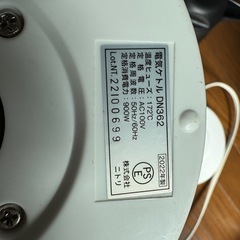 電気ケトル DN362
温度ヒューズ：172℃
定格電圧：AC100V
定格周波数：50Hz/60Hz
定格消費電力：900W
Lot.NT.22100699
PS
E
株式会社
ニトリ
2022年製